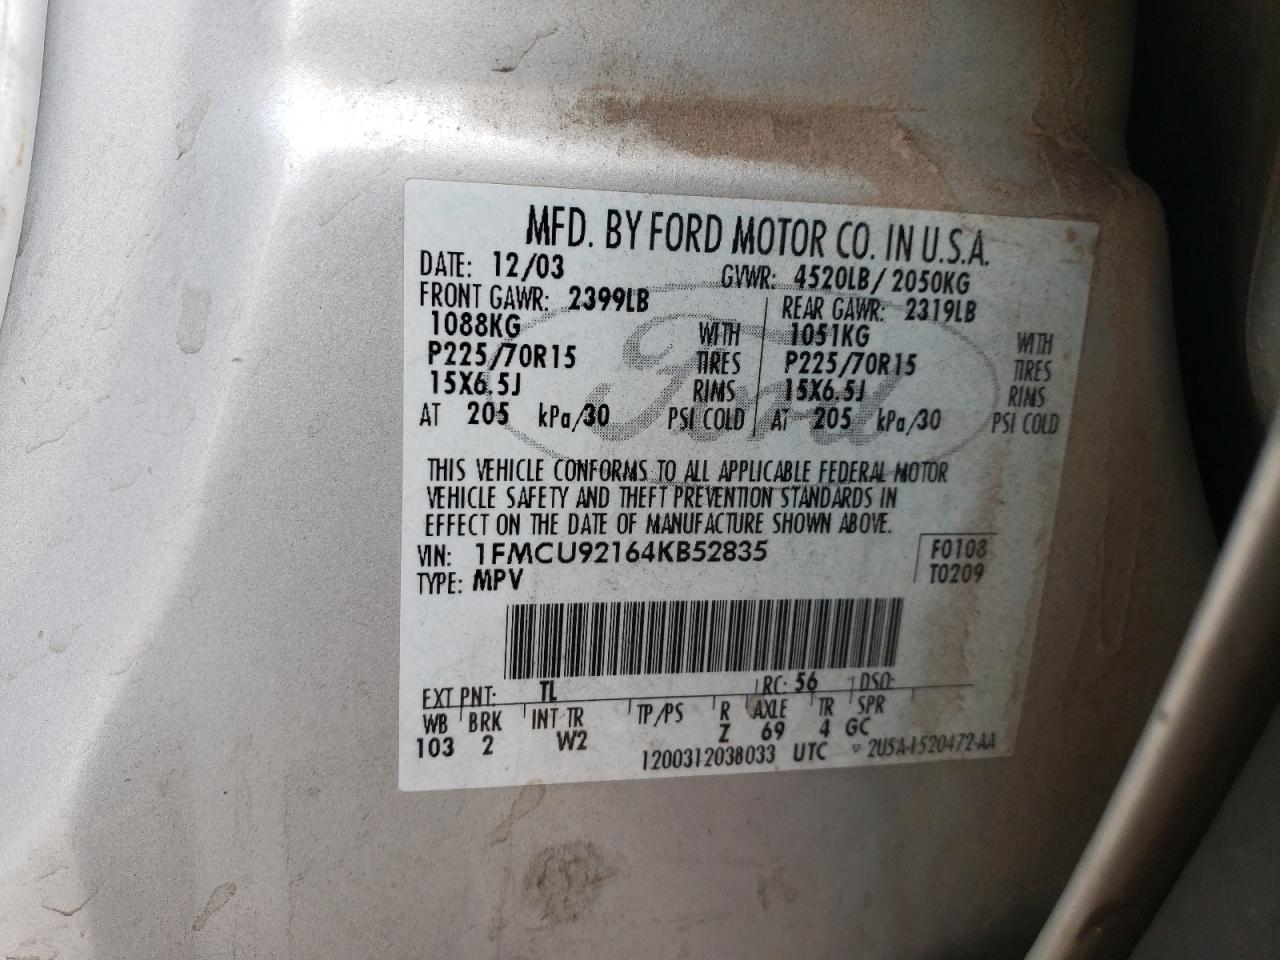 MFD. BY FORD MOTOR CO. IN U.S.A.
DATE: 12/03 GVWR: 4520LB/ 2050KG
FRONT GAWR: 2399LB REAR GAWR: 2319LB
1088KG WITH 1051KG WITH
P225/70R15 TIRES P225/70R15 TIRES
15X6.5J RIMS 15X6.5J RIMS
AT 205 kPa/30 PSI COLD AT 205 kPa/30 PSI COLD
Ford
THIS VEHICLE CONFORMS TO ALL APPLICABLE FEDERAL MOTOR
VEHICLE SAFETY AND THEFT PREVENTION STANDARDS IN
EFFECT ON THE DATE OF MANUFACTURE SHOWN ABOVE.
VIN: 1FMCU92164KB52835 F0108
TYPE: MPV T0209
EXT PNT: TL RC: 56 DSO:
WB BRK INT TR TP/PS R AXLE TR SPR
103 2 W2 Z 69 4 GC
1200312038033 UTC 2U5A-1520472-AA